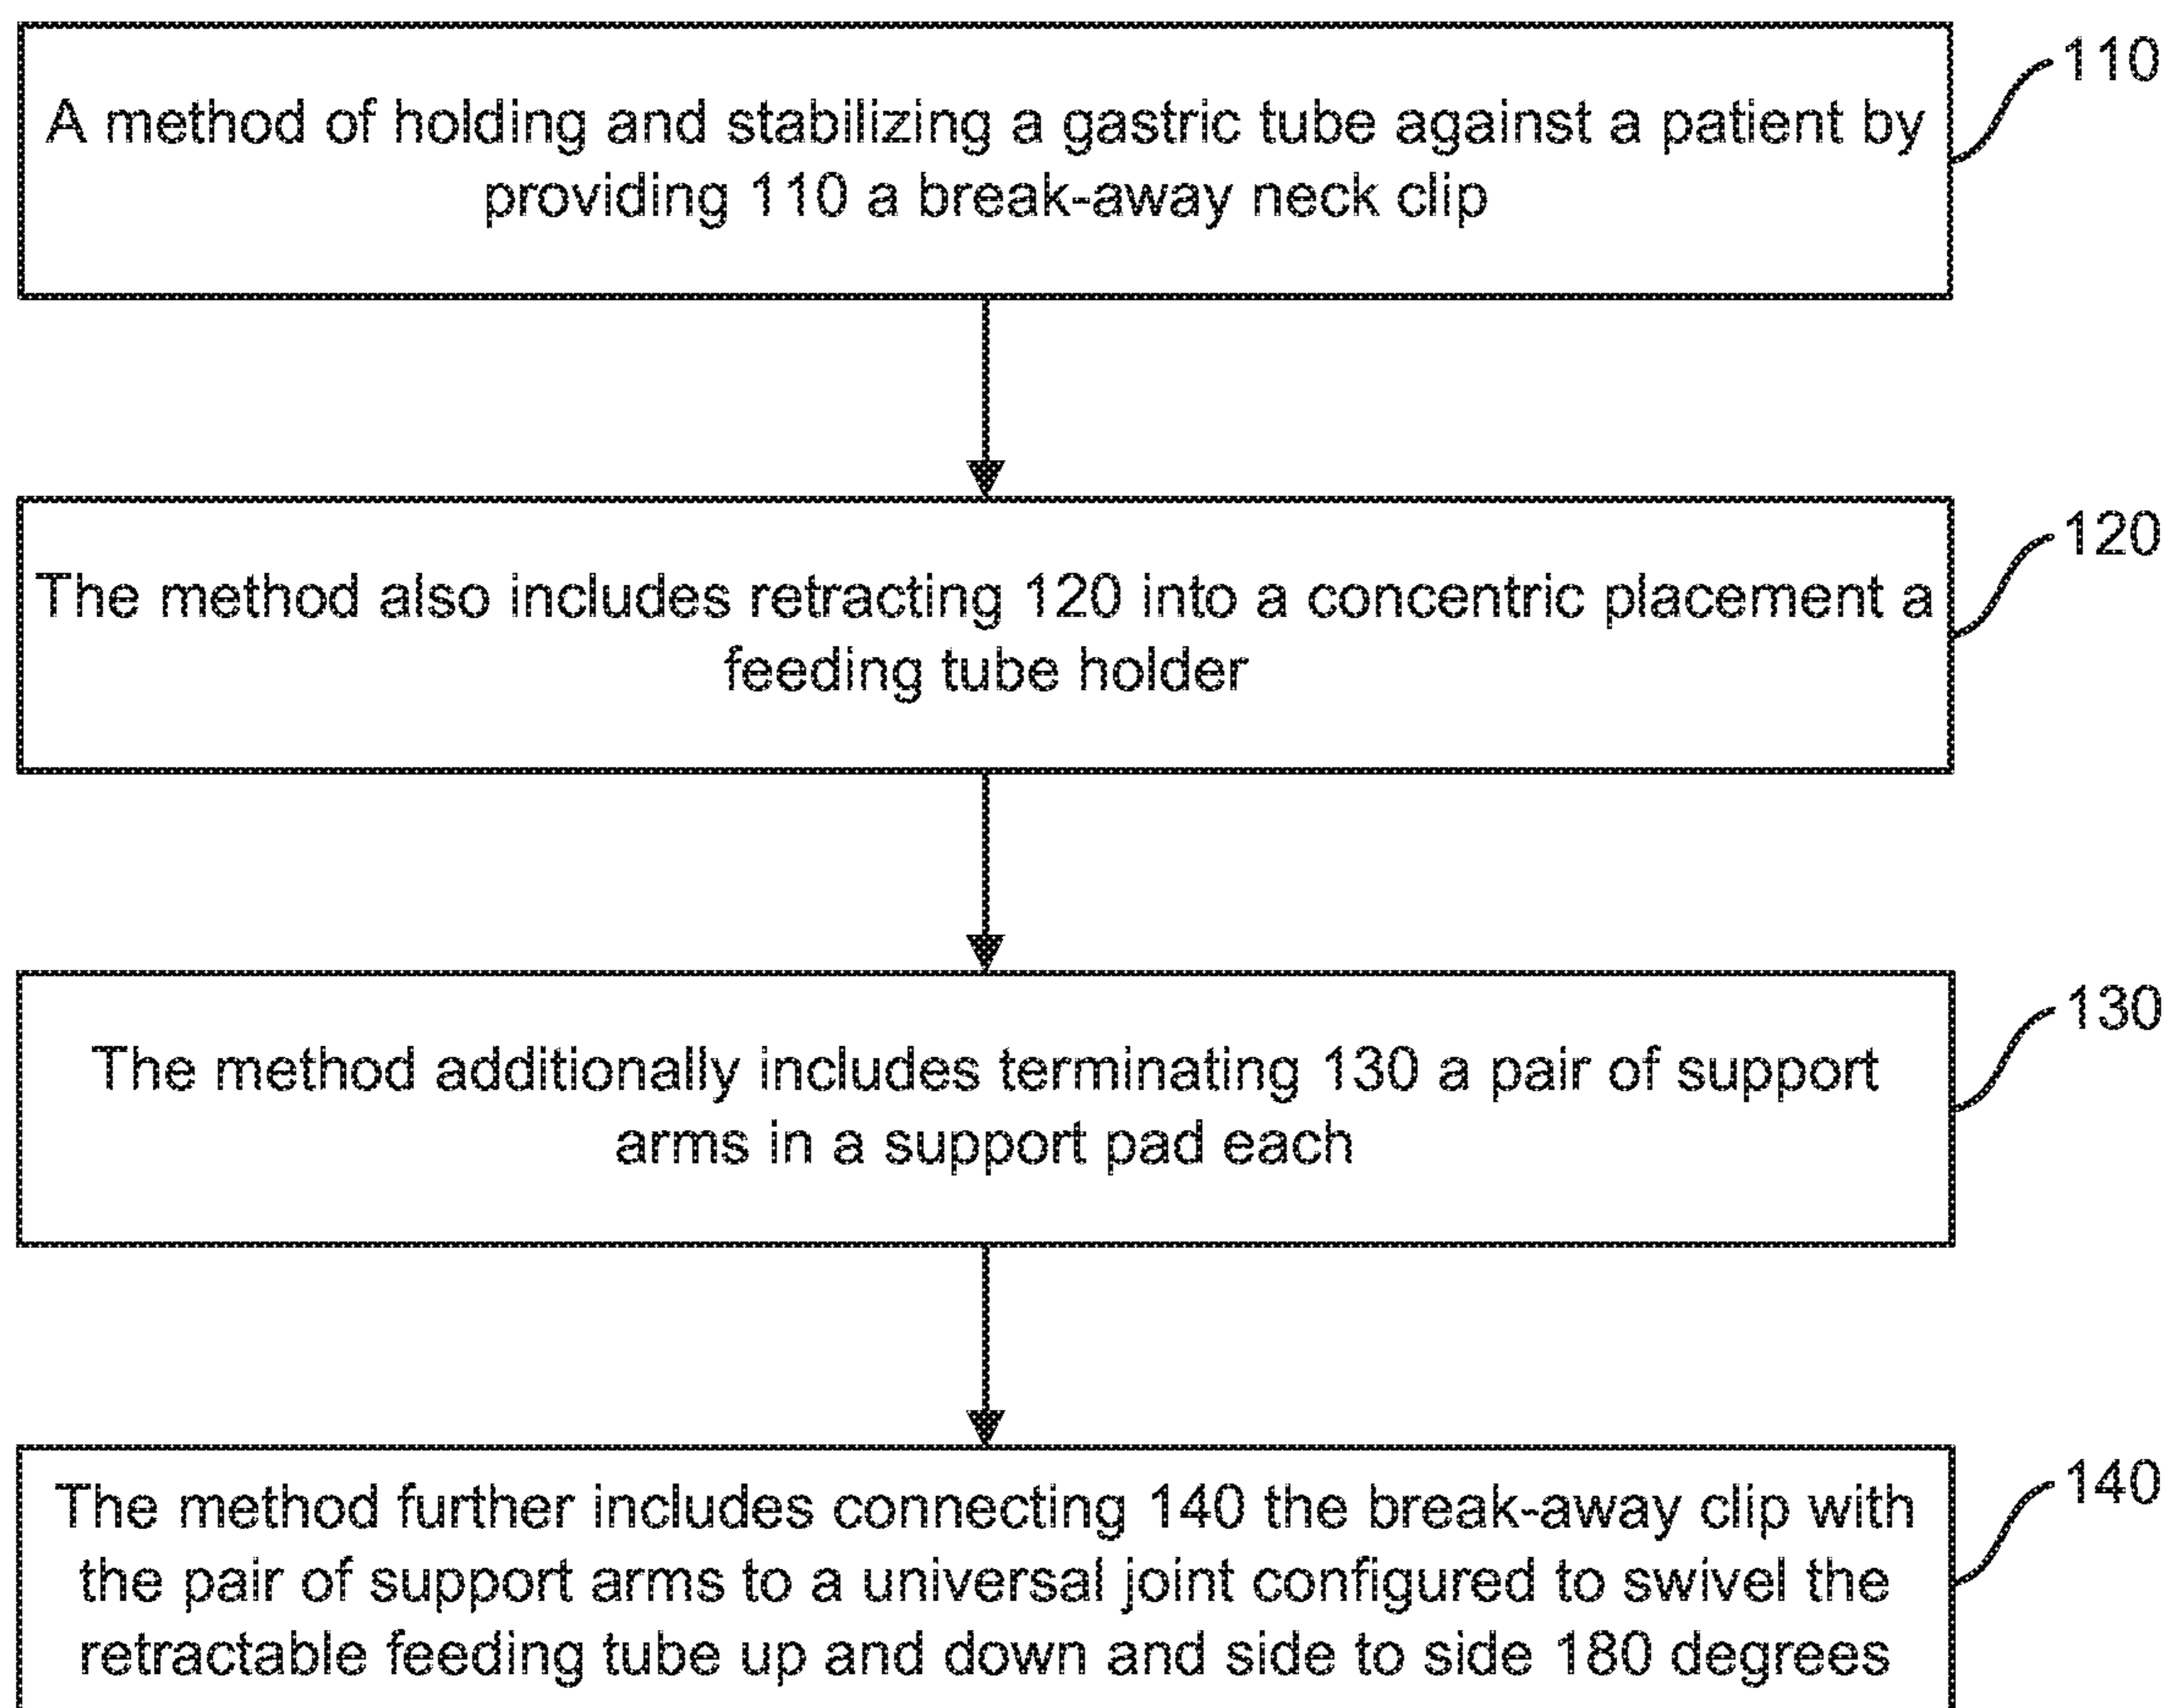 A method of holding and stabilizing a gastric tube against a patient by
providing 110 a break-away neck clip
110
The method also includes retracting 120 into a concentric placement a
feeding tube holder
120
The method additionally includes terminating 130 a pair of support
arms in a support pad each
130
The method further includes connecting 140 the break-away clip with
the pair of support arms to a universal joint configured to swivel the
retractable feeding tube up and down and side to side 180 degrees
140